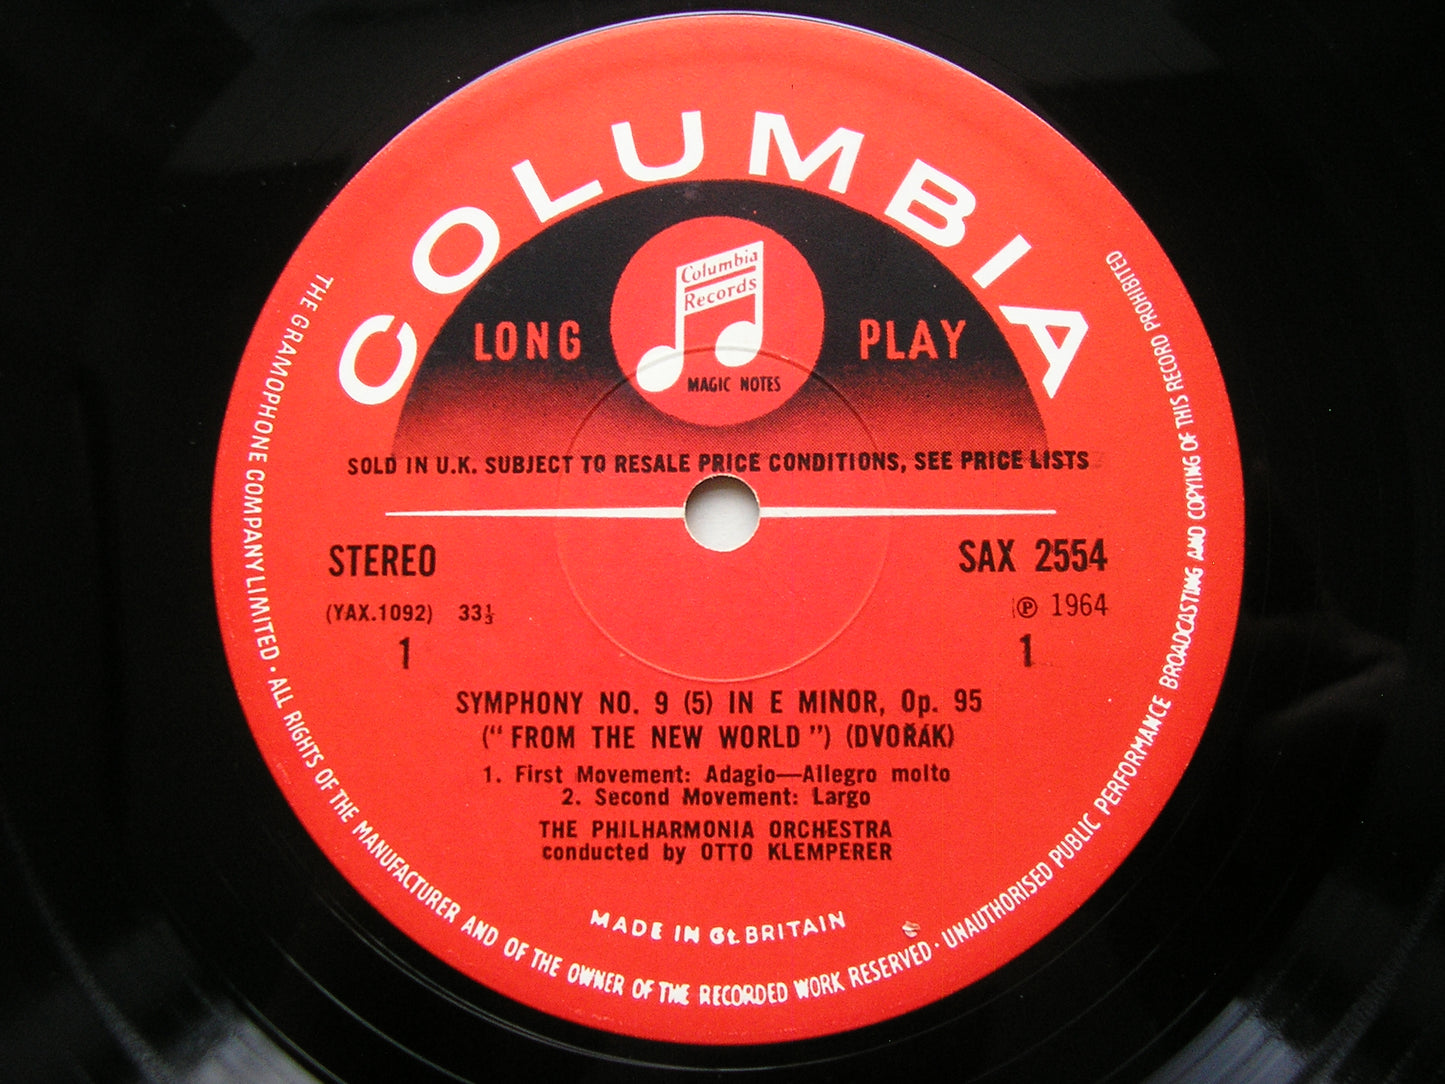 COLUMBIA
Columbia
Records
LONG PLAY
MAGIC NOTES
SOLD IN U.K. SUBJECT TO RESALE PRICE CONDITIONS, SEE PRICE LISTS
STEREO SAX 2554
(YAX.1092) 33⅓ ℗ 1964
1 1
SYMPHONY NO. 9 (5) IN E MINOR, Op. 95
("FROM THE NEW WORLD") (DVOŘÁK)
1. First Movement: Adagio—Allegro molto
2. Second Movement: Largo
THE PHILHARMONIA ORCHESTRA
conducted by OTTO KLEMPERER
MADE IN Gt. BRITAIN
THE GRAMOPHONE COMPANY LIMITED · ALL RIGHTS OF THE MANUFACTURER AND OF THE OWNER OF THE RECORDED WORK RESERVED · UNAUTHORISED PUBLIC PERFORMANCE BROADCASTING AND COPYING OF THIS RECORD PROHIBITED